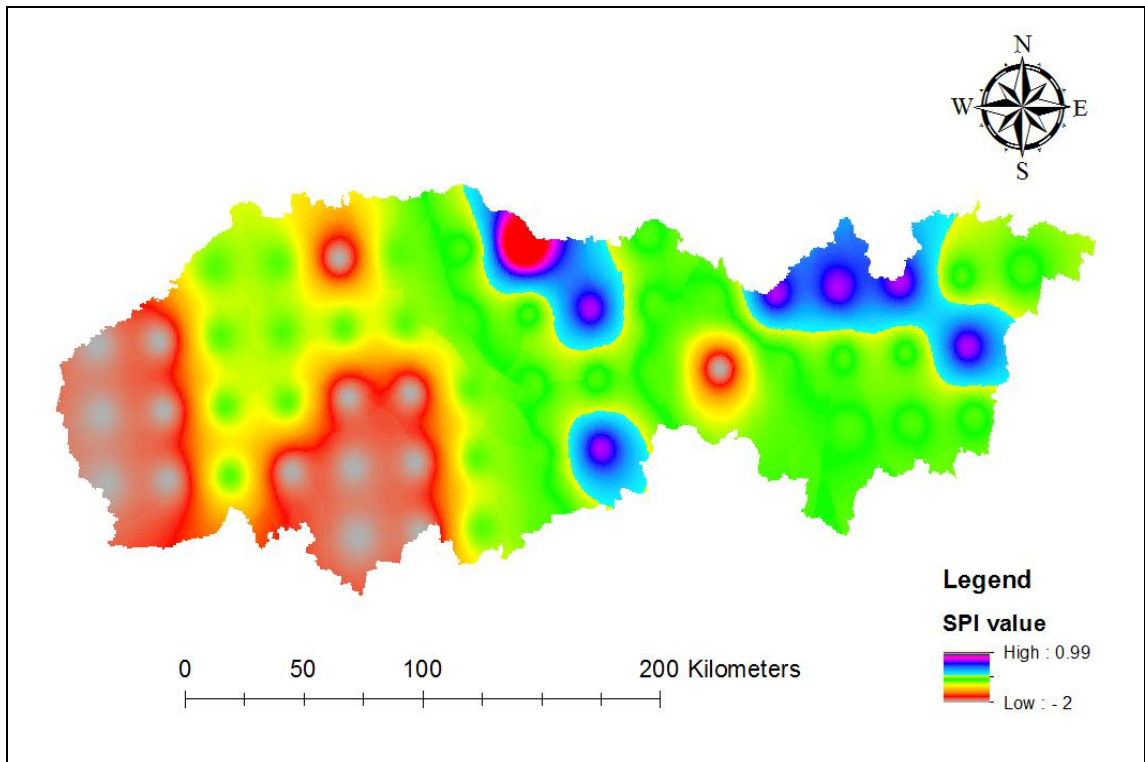 N
W E
S
Legend
SPI value
High : 0.99
Low : - 2
0 50 100 200 Kilometers